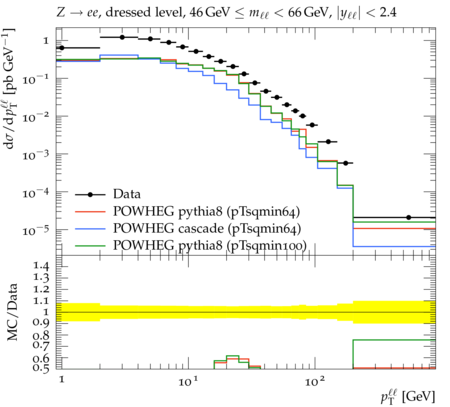 Z → ee, dressed level, 46 GeV ≤ mℓℓ < 66 GeV, |yℓℓ| < 2.4
dσ/dpTℓℓ [pb GeV⁻¹]
1
10⁻¹
10⁻²
10⁻³
10⁻⁴
10⁻⁵
Data
POWHEG pythia8 (pTsqmin64)
POWHEG cascade (pTsqmin64)
POWHEG pythia8 (pTsqmin100)
MC/Data
1.4
1.3
1.2
1.1
1
0.9
0.8
0.7
0.6
0.5
1
10¹
10²
pTℓℓ [GeV]